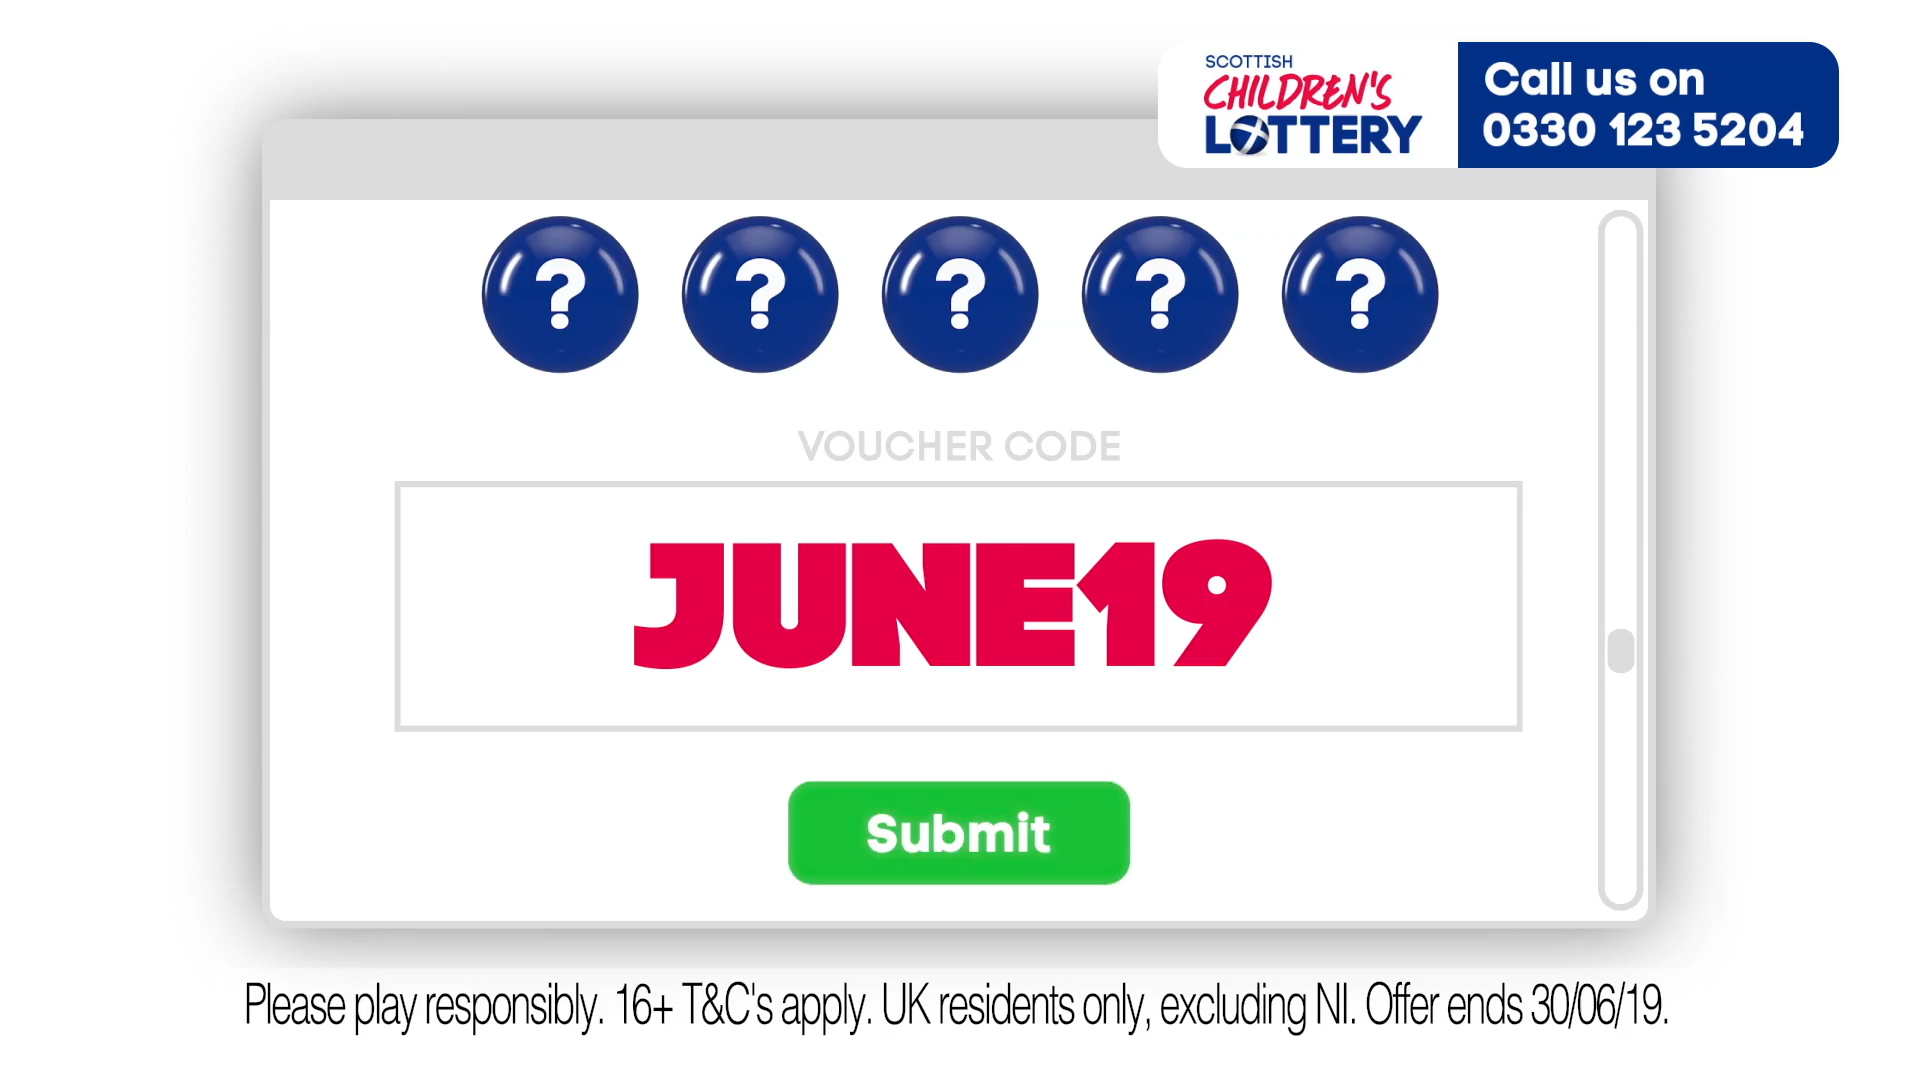 SCOTTISH
CHILDREN'S
LOTTERY
Call us on
0330 123 5204
? ? ? ? ?
VOUCHER CODE
JUNE19
Submit
Please play responsibly. 16+ T&C's apply. UK residents only, excluding NI. Offer ends 30/06/19.